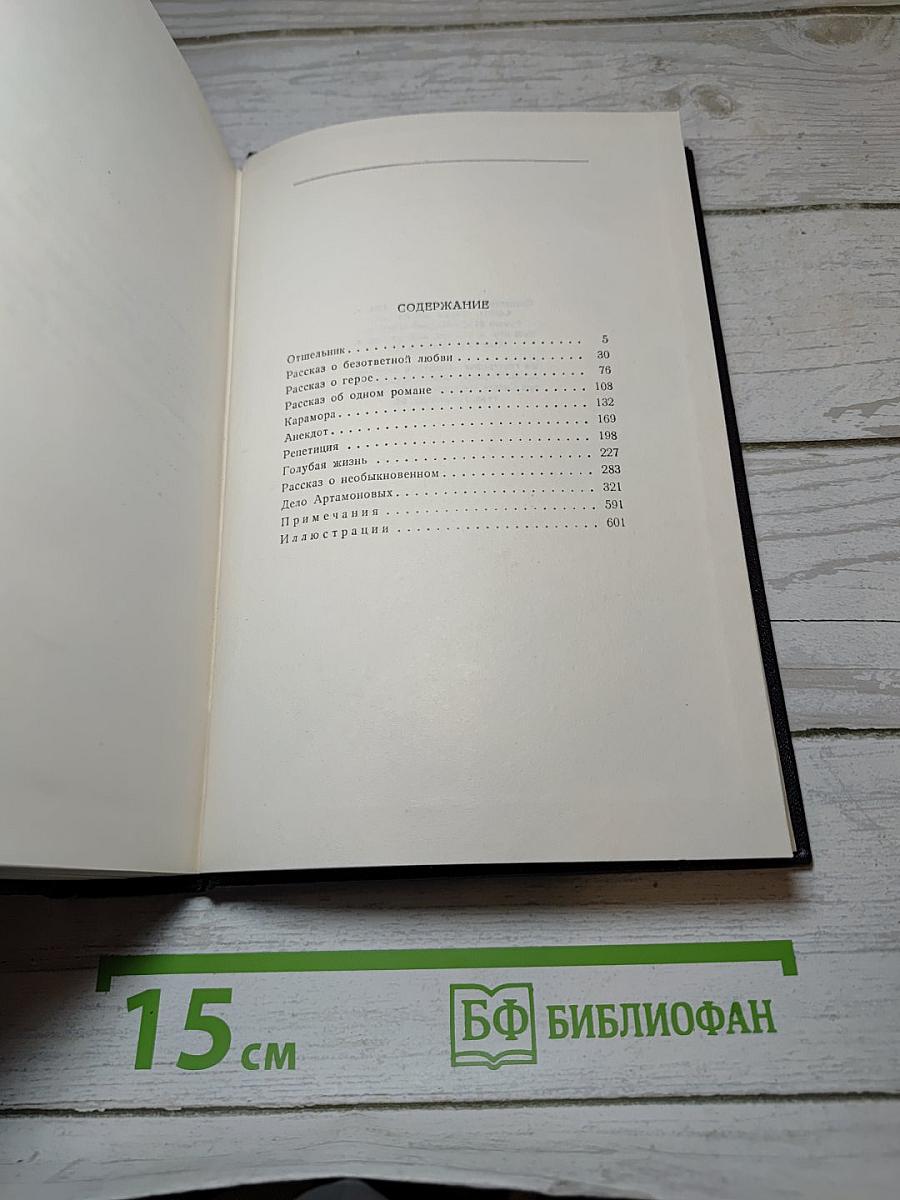 СОДЕРЖАНИЕ
Отшельник . . . . . . . . . . . . . . . . . . . . . . . . . . . 5
Рассказ о безответной любви . . . . . . . . . . . . . . 30
Рассказ о герое . . . . . . . . . . . . . . . . . . . . . . . . 76
Рассказ об одном романе . . . . . . . . . . . . . . . . 108
Карамора . . . . . . . . . . . . . . . . . . . . . . . . . . . . 132
Анекдот . . . . . . . . . . . . . . . . . . . . . . . . . . . . . 169
Репетиция . . . . . . . . . . . . . . . . . . . . . . . . . . . 198
Голубая жизнь . . . . . . . . . . . . . . . . . . . . . . . . 227
Рассказ о необыкновенном . . . . . . . . . . . . . . . . 283
Дело Артамоновых . . . . . . . . . . . . . . . . . . . . . 321
Примечания . . . . . . . . . . . . . . . . . . . . . . . . 591
Иллюстрации . . . . . . . . . . . . . . . . . . . . . . . 601
15 см
БФ БИБЛИОФАН